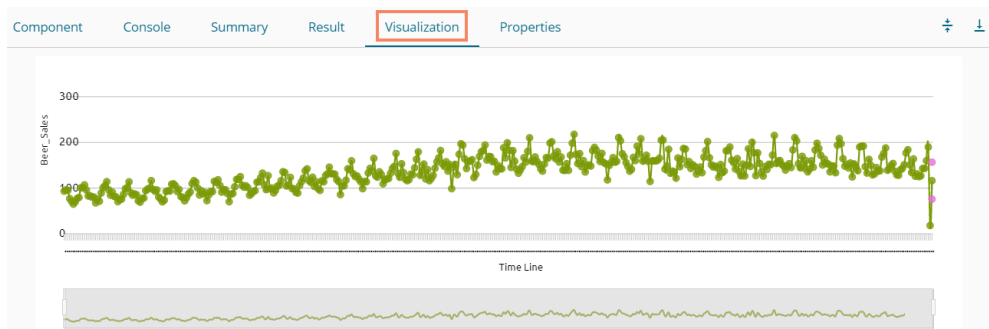 Component Console Summary Result Visualization Properties
300
Beer_Sales
200
100
0
Time Line